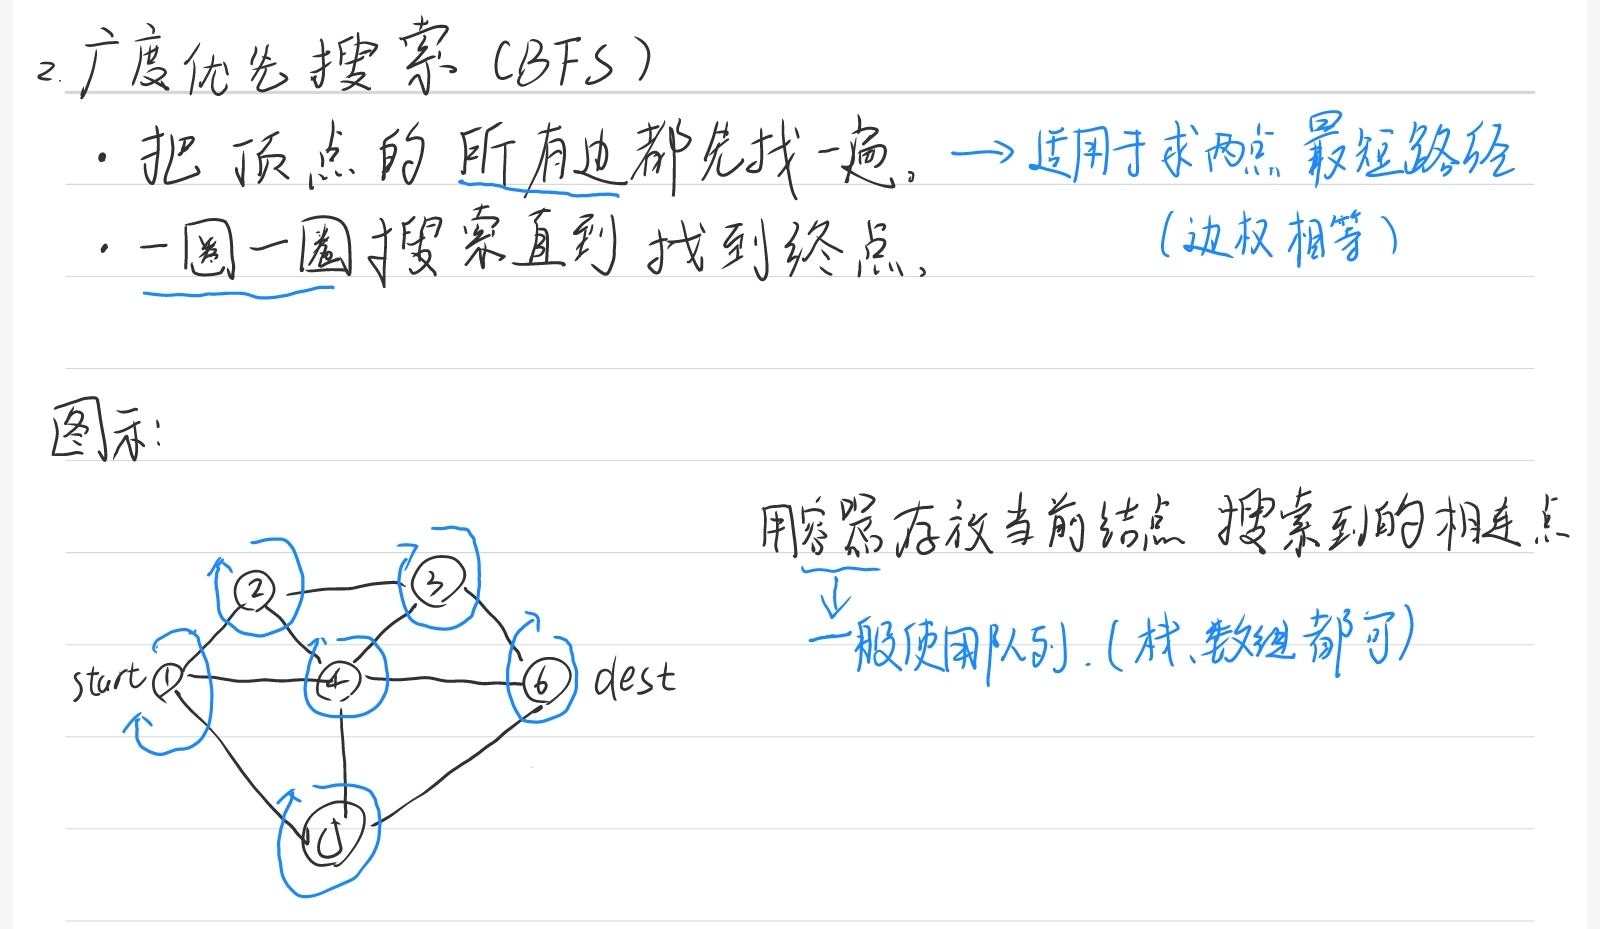 2. 广度优先搜索 (BFS)
· 把顶点的所有边都先找一遍。 → 适用于求两点最短路径
(边权相等)
· 一圈一圈搜索直到找到终点,
图示:
用容器存放当前结点 搜索到的相连点
一般使用队列.(栈、数组都可)
2
3
start 1
4
6 dest